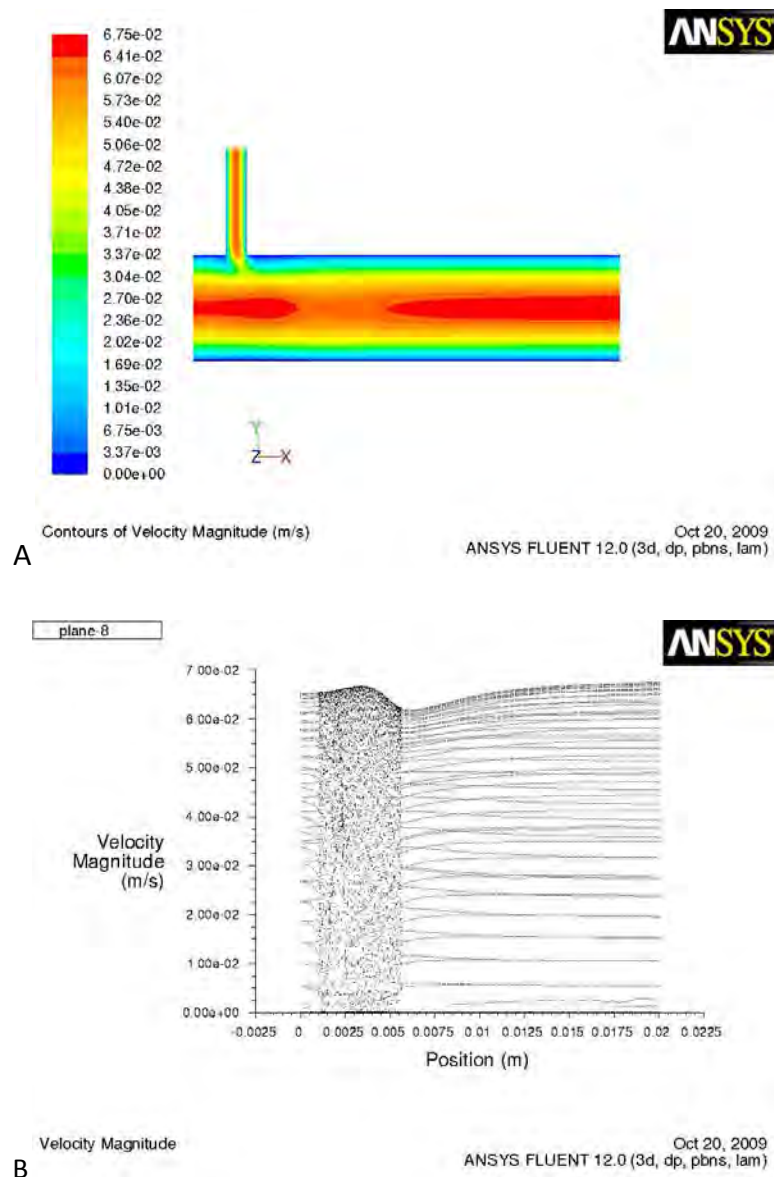 ANSYS
6.75e-02
6.41e-02
6.07e-02
5.73e-02
5.40e-02
5.06e-02
4.72e-02
4.38e-02
4.05e-02
3.71e-02
3.37e-02
3.04e-02
2.70e-02
2.36e-02
2.02e-02
1.69e-02
1.35e-02
1.01e-02
6.75e-03
3.37e-03
0.00e+00
Y
Z X
Contours of Velocity Magnitude (m/s)
Oct 20, 2009
ANSYS FLUENT 12.0 (3d, dp, pbns, lam)
A
plane-8
ANSYS
7.00e-02
6.00e-02
5.00e-02
4.00e-02
3.00e-02
2.00e-02
1.00e-02
0.00e+00
Velocity
Magnitude
(m/s)
-0.0025 0 0.0025 0.005 0.0075 0.01 0.0125 0.015 0.0175 0.02 0.0225
Position (m)
Velocity Magnitude
Oct 20, 2009
ANSYS FLUENT 12.0 (3d, dp, pbns, lam)
B